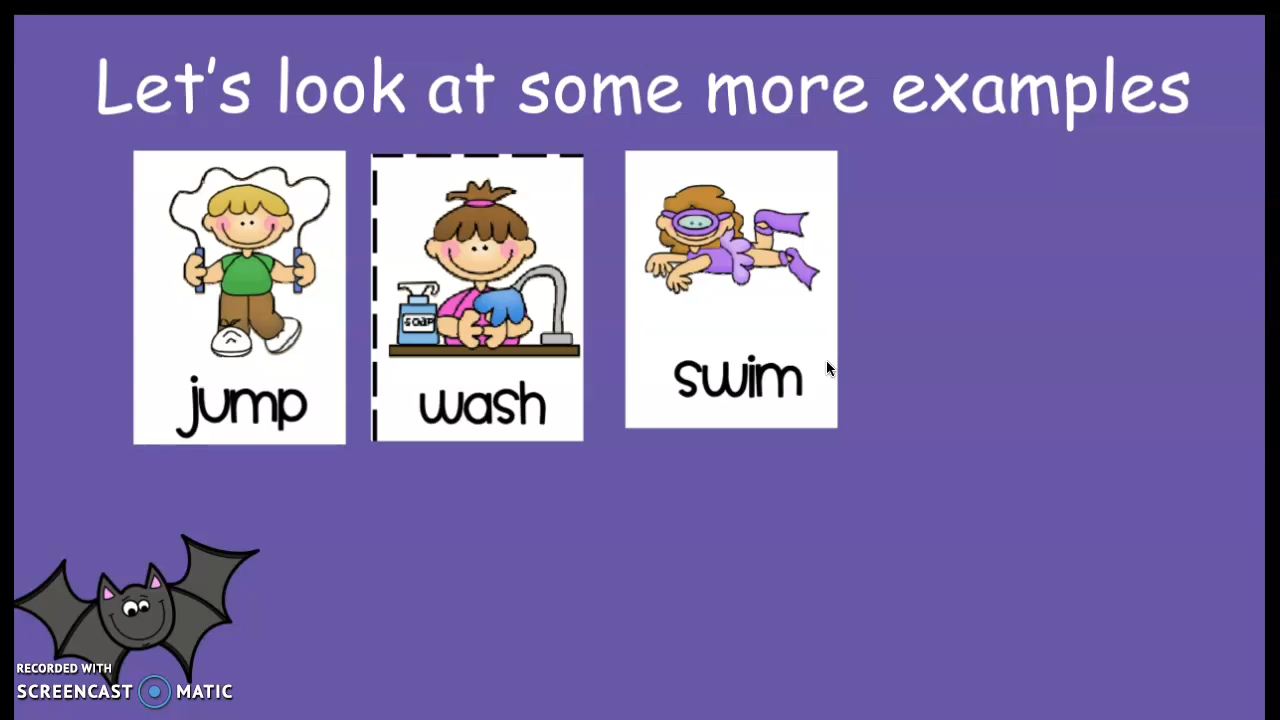 Let's look at some more examples
soap
jump
wash
swim
RECORDED WITH
SCREENCAST MATIC